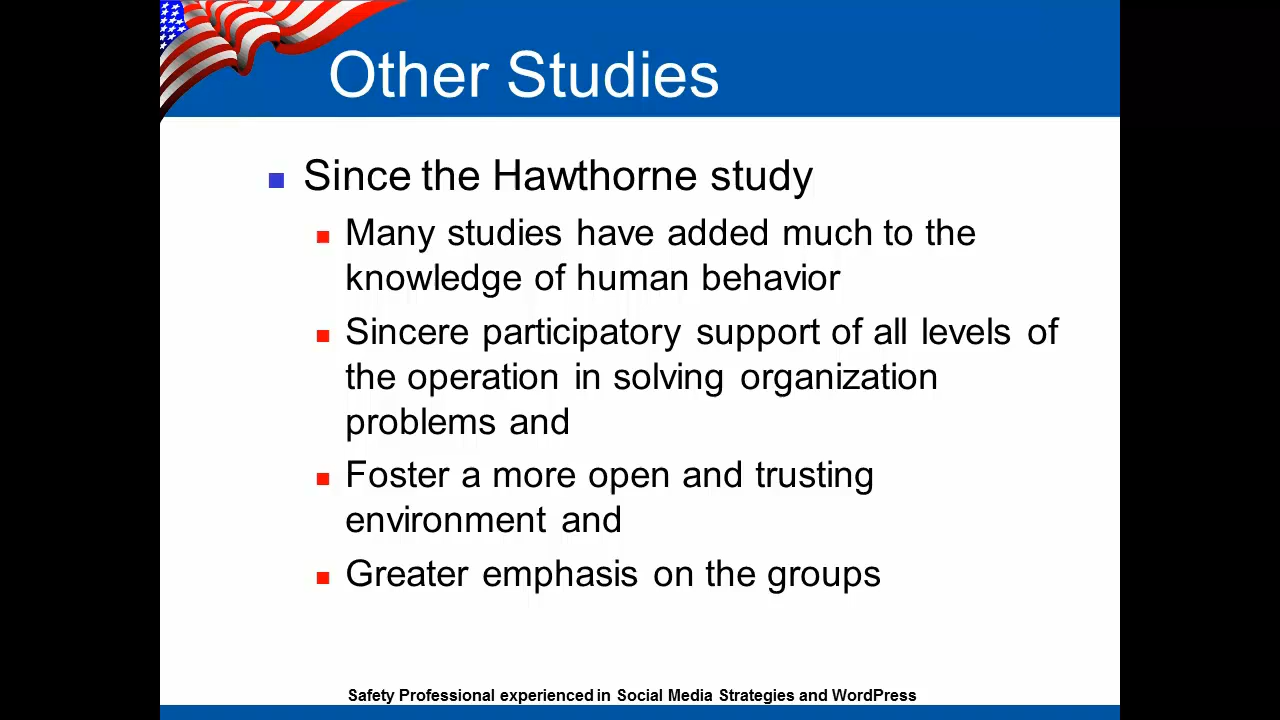 Other Studies
Since the Hawthorne study
Many studies have added much to the
knowledge of human behavior
Sincere participatory support of all levels of
the operation in solving organization
problems and
Foster a more open and trusting
environment and
Greater emphasis on the groups
Safety Professional experienced in Social Media Strategies and WordPress